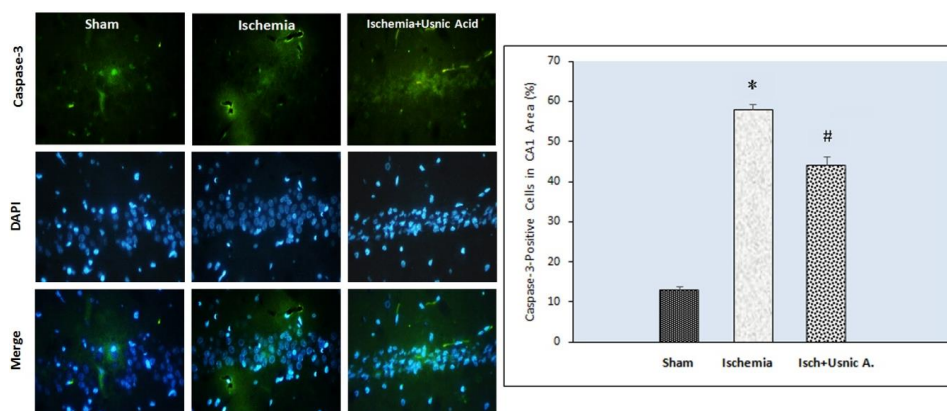 Sham
Ischemia
Ischemia+Usnic Acid
Caspase-3
DAPI
Merge
Caspase-3-Positive Cells in CA1 Area (%)
70
60
50
40
30
20
10
0
*
#
Sham
Ischemia
Isch+Usnic A.